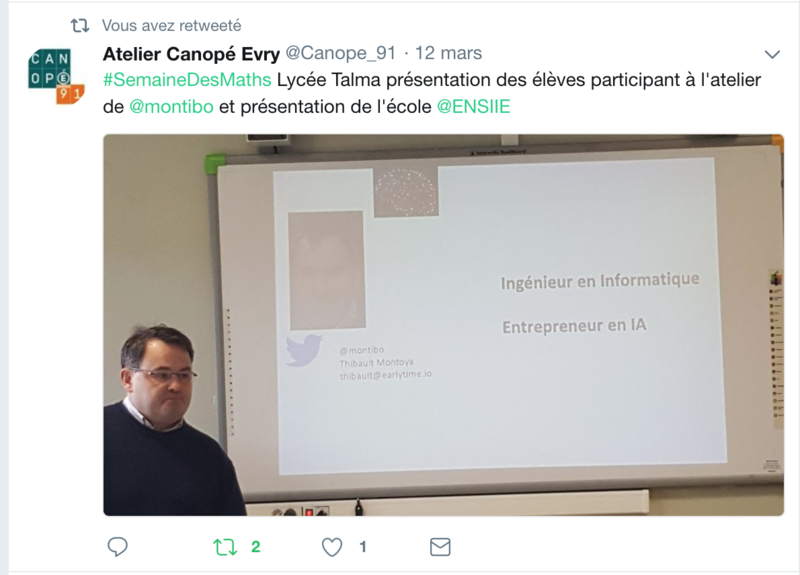 Vous avez retweeté
Atelier Canopé Evry @Canope_91 · 12 mars
CAN
OPÉ
91
#SemaineDesMaths Lycée Talma présentation des élèves participant à l'atelier
de @montibo et présentation de l'école @ENSIIE
Ingénieur en Informatique
Entrepreneur en IA
@montibo
Thibault Montoya
thibault@earlytime.io
2
1